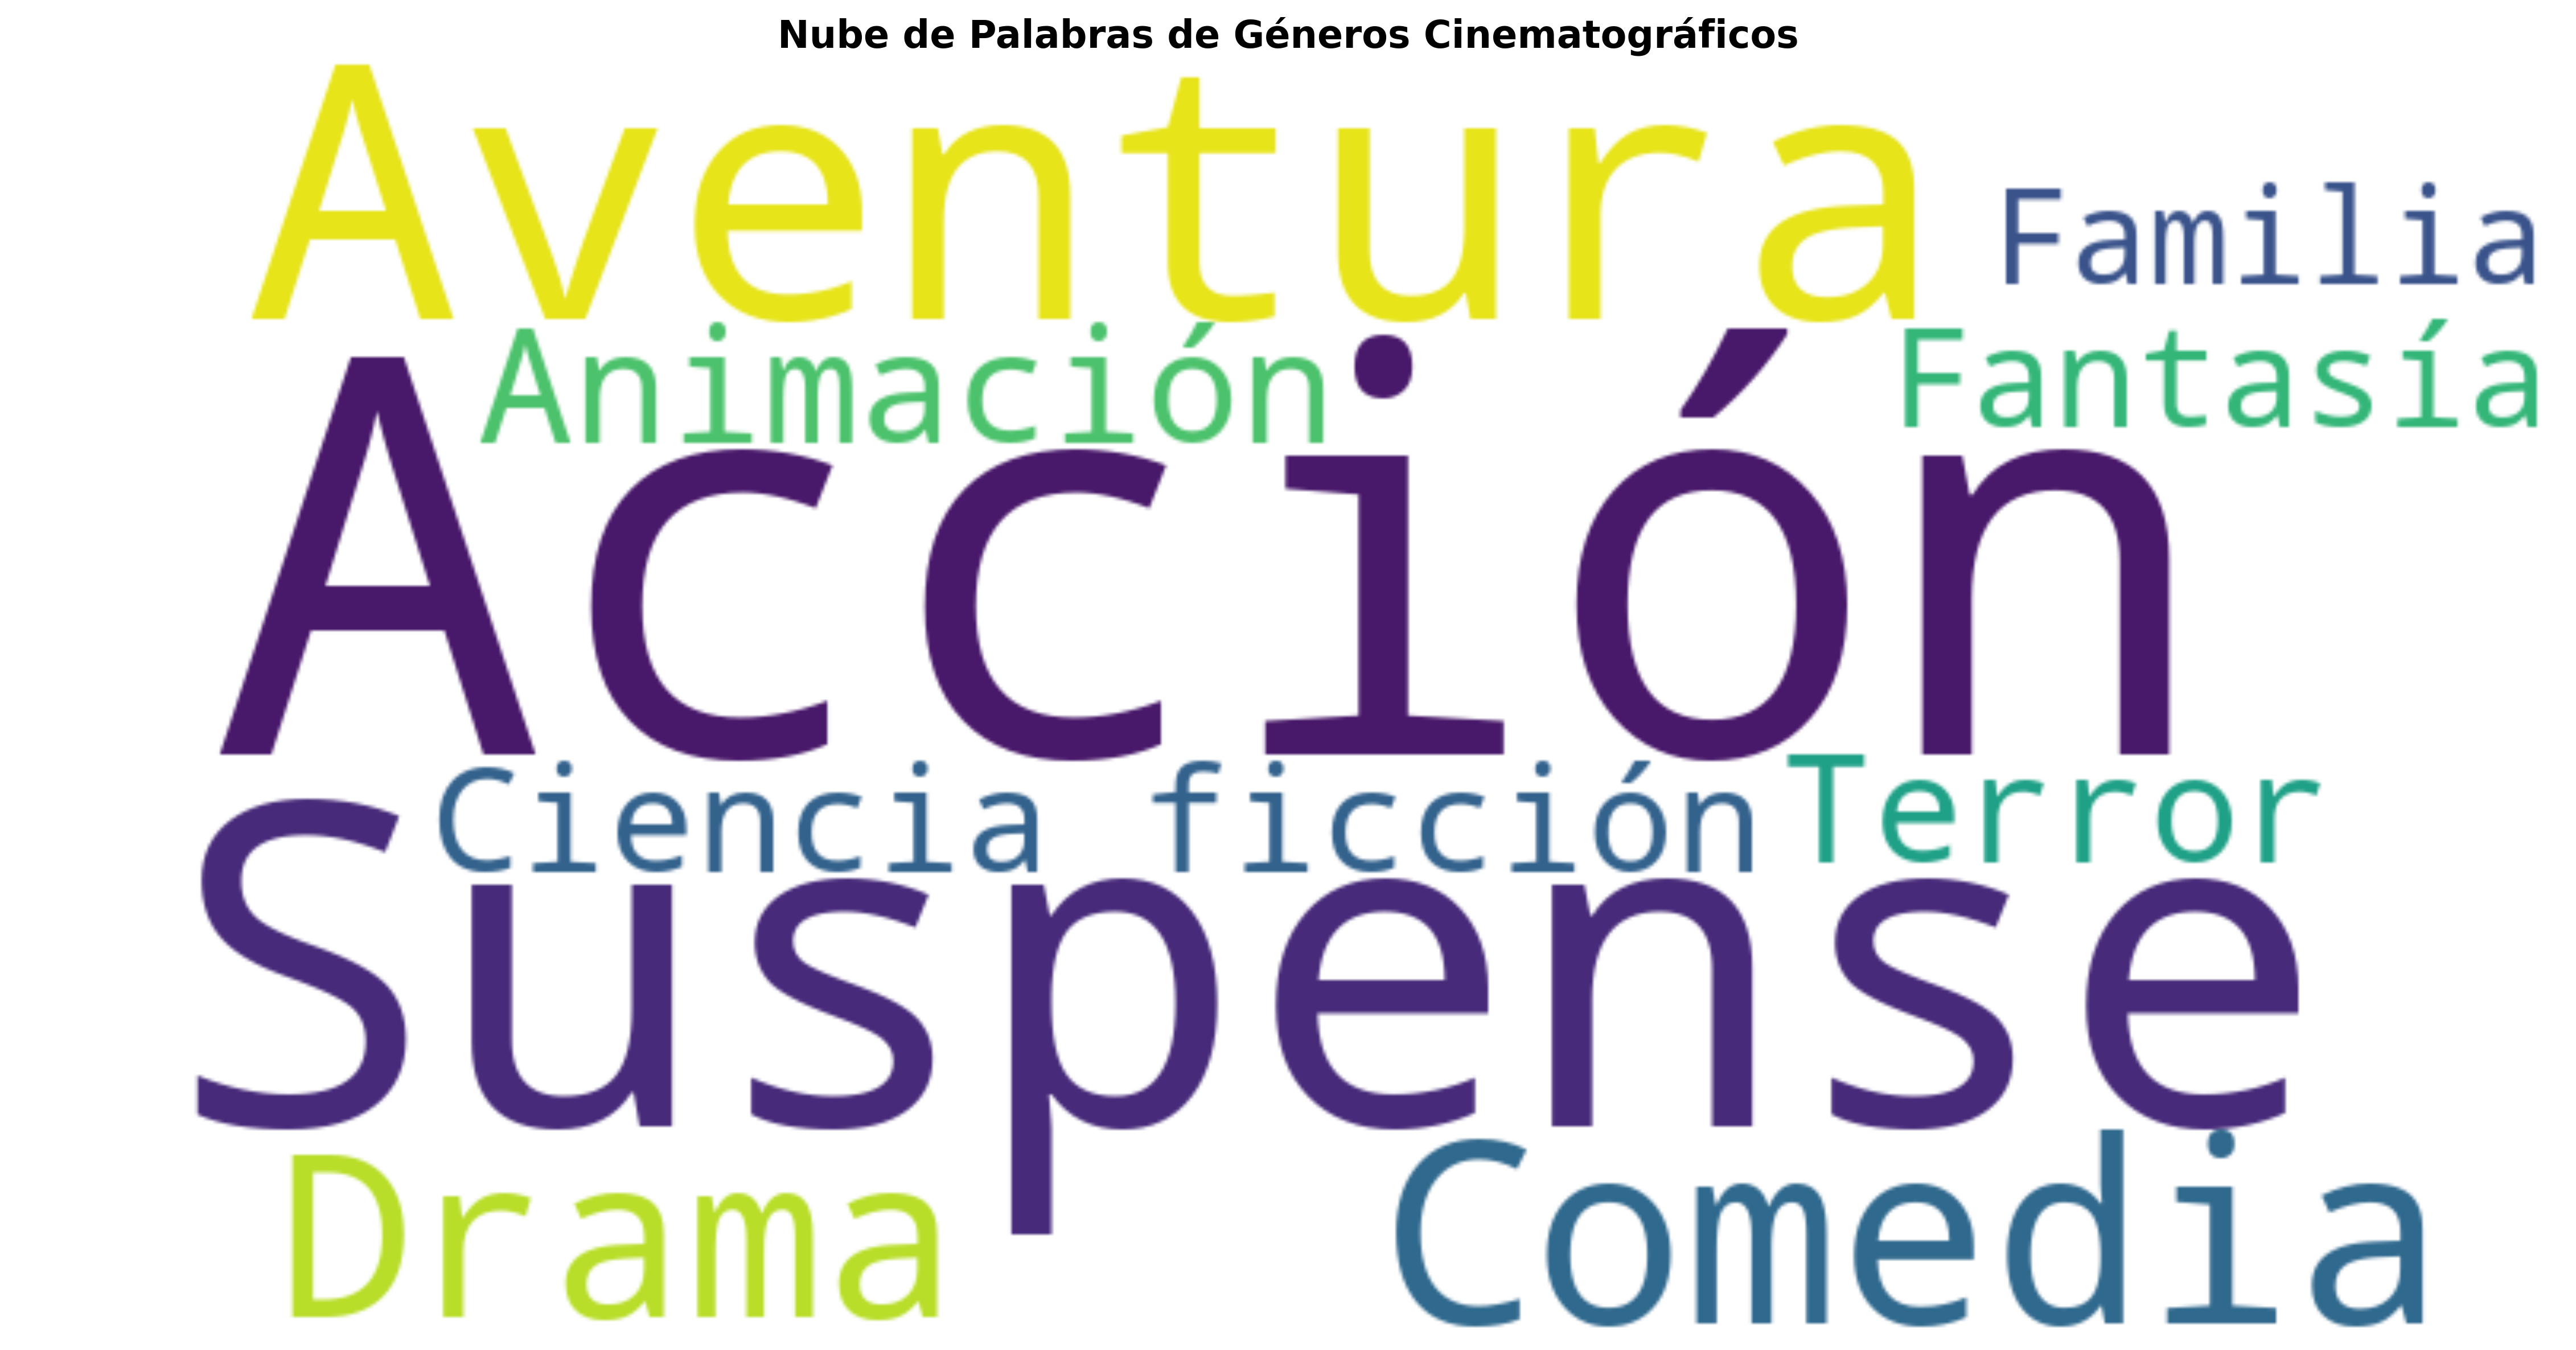 Nube de Palabras de Géneros Cinematográficos
Aventura
Familia
Animación
Fantasía
Acción
Ciencia ficción
Terror
Suspense
Drama
Comedia